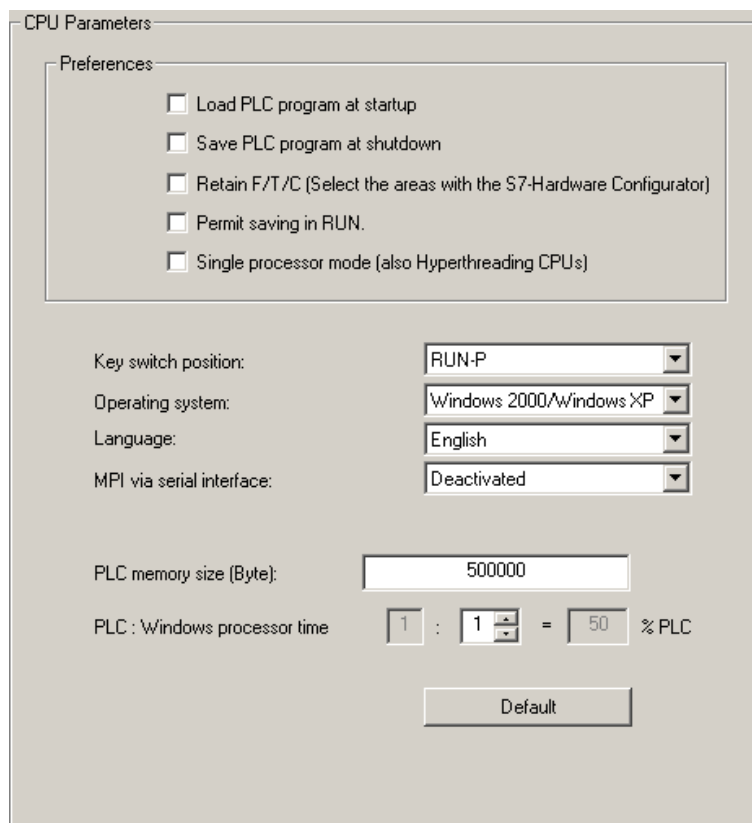 CPU Parameters
Preferences
Load PLC program at startup
Save PLC program at shutdown
Retain F/T/C (Select the areas with the S7-Hardware Configurator)
Permit saving in RUN.
Single processor mode (also Hyperthreading CPUs)
Key switch position: RUN-P
Operating system: Windows 2000/Windows XP
Language: English
MPI via serial interface: Deactivated
PLC memory size (Byte): 500000
PLC : Windows processor time 1 : 1 = 50 % PLC
Default